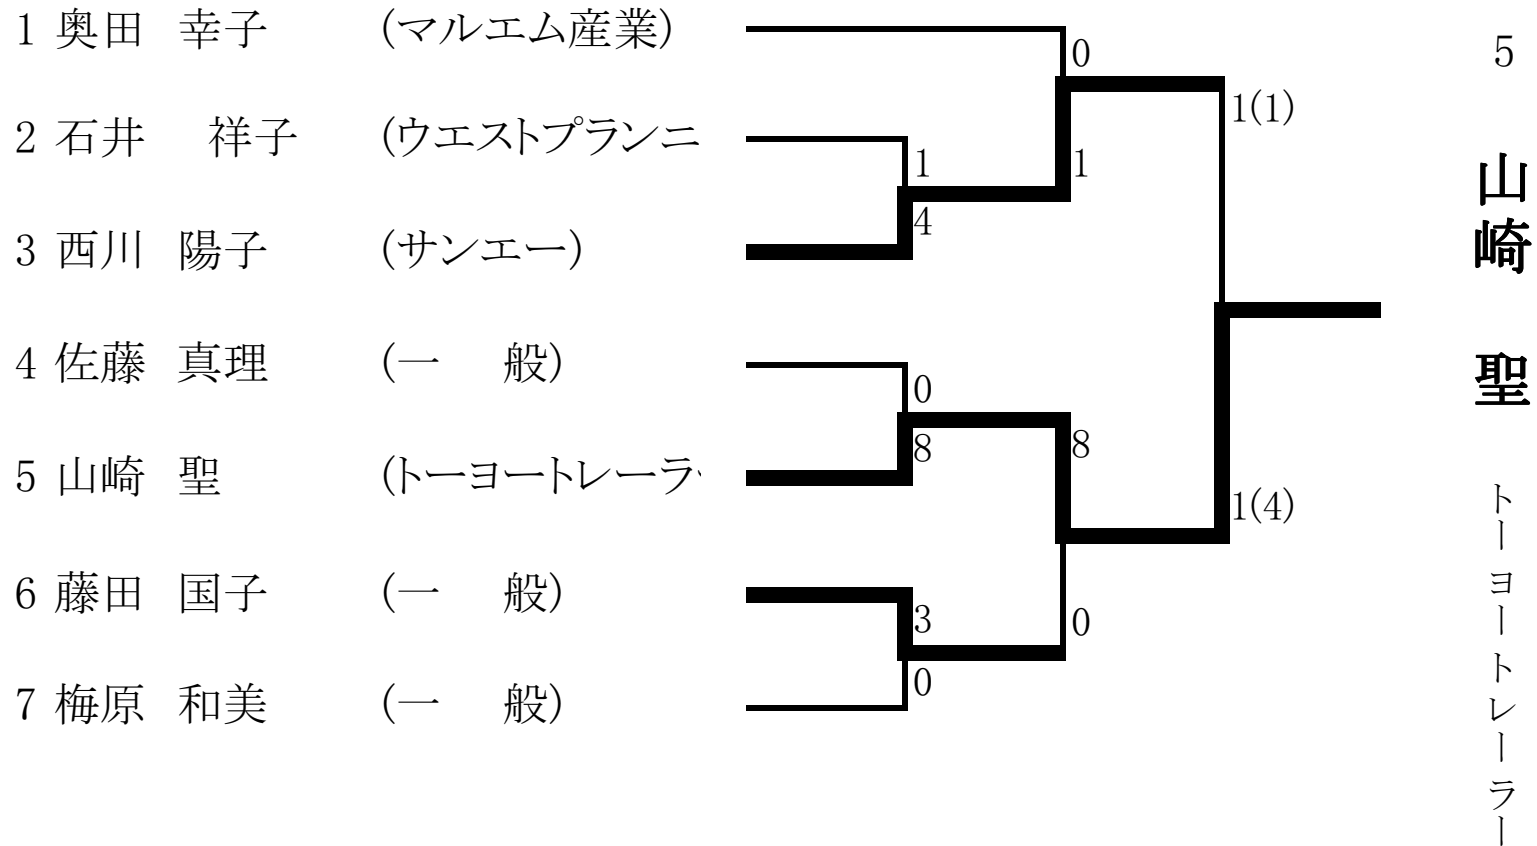 1 奥田 幸子 (マルエム産業)
2 石井 祥子 (ウエストプランニ
3 西川 陽子 (サンエー)
4 佐藤 真理 (一 般)
5 山崎 聖 (トーヨートレーラ
6 藤田 国子 (一 般)
7 梅原 和美 (一 般)
0
1(1)
1
1
4
0
8
8
1(4)
3
0
0
5 山崎 聖 トーヨートレーラー